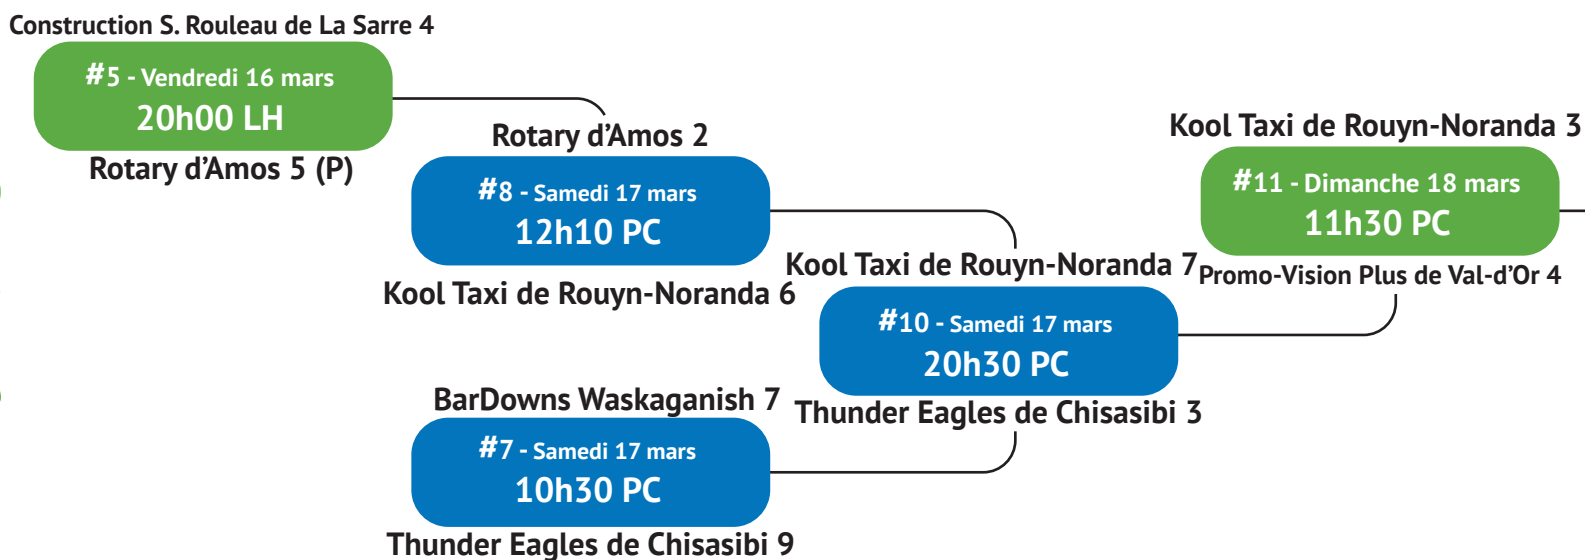 Construction S. Rouleau de La Sarre 4
#5 - Vendredi 16 mars
20h00 LH
Rotary d’Amos 5 (P)
Rotary d’Amos 2
#8 - Samedi 17 mars
12h10 PC
Kool Taxi de Rouyn-Noranda 6
BarDowns Waskaganish 7
#7 - Samedi 17 mars
10h30 PC
Thunder Eagles de Chisasibi 9
Kool Taxi de Rouyn-Noranda 7
#10 - Samedi 17 mars
20h30 PC
Thunder Eagles de Chisasibi 3
Kool Taxi de Rouyn-Noranda 3
#11 - Dimanche 18 mars
11h30 PC
Promo-Vision Plus de Val-d’Or 4